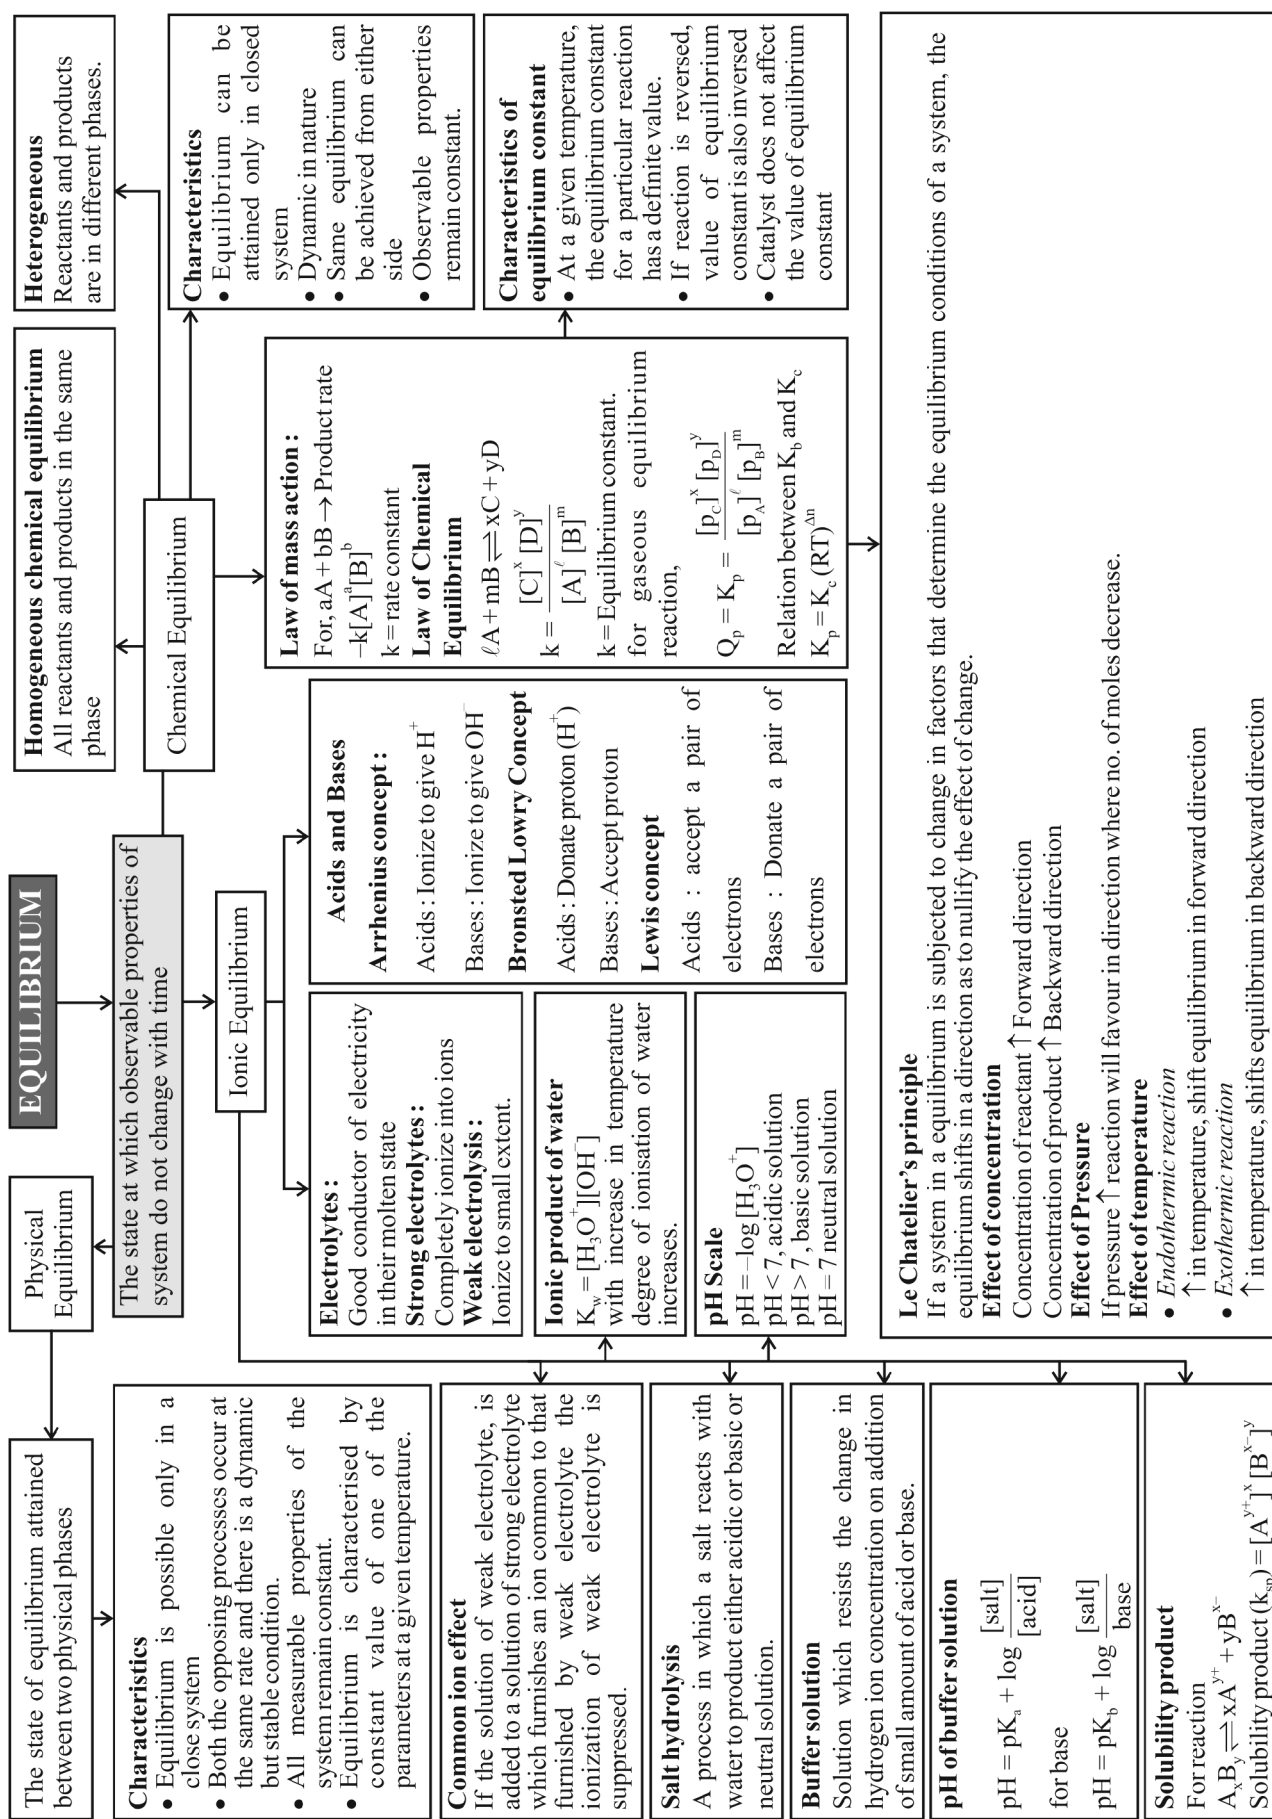 EQUILIBRIUM
The state at which observable properties of
system do not change with time
Physical
Equilibrium
The state of equilibrium attained
between two physical phases
Characteristics
• Equilibrium is possible only in a
close system
• Both the opposing processes occur at
the same rate and there is a dynamic
but stable condition.
• All measurable properties of the
system remain constant.
• Equilibrium is characterised by
constant value of one of the
parameters at a given temperature.
Ionic Equilibrium
Electrolytes :
Good conductor of electricity
in their molten state
Strong electrolytes :
Completely ionize into ions
Weak electrolysis :
Ionize to small extent.
Acids and Bases
Arrhenius concept :
Acids : Ionize to give H⁺
Bases : Ionize to give OH⁻
Bronsted Lowry Concept
Acids : Donate proton (H⁺)
Bases : Accept proton
Lewis concept
Acids : accept a pair of
electrons
Bases : Donate a pair of
electrons
Ionic product of water
K_w = [H₃O⁺][OH⁻]
with increase in temperature
degree of ionisation of water
increases.
pH Scale
pH = –log [H₃O⁺]
pH < 7, acidic solution
pH > 7, basic solution
pH = 7 neutral solution
Common ion effect
If the solution of weak electrolyte, is
added to a solution of strong electrolyte
which furnishes an ion common to that
furnished by weak electrolyte the
ionization of weak electrolyte is
suppressed.
Salt hydrolysis
A process in which a salt reacts with
water to product either acidic or basic or
neutral solution.
Buffer solution
Solution which resists the change in
hydrogen ion concentration on addition
of small amount of acid or base.
pH of buffer solution
pH = pKₐ + log [salt]/[acid]
for base
pH = pK_b + log [salt]/base
Solubility product
For reaction
AₓB_y ⇌ xA^{y+} + yB^{x–}
Solubility product (k_sp) = [A^{y+}]^x [B^{x–}]^y
Chemical Equilibrium
Homogeneous chemical equilibrium
All reactants and products in the same
phase
Heterogeneous
Reactants and products
are in different phases.
Characteristics
• Equilibrium can be
attained only in closed
system
• Dynamic in nature
• Same equilibrium can
be achieved from either
side
• Observable properties
remain constant.
Law of mass action :
For, aA + bB → Product rate
–k[A]^a [B]^b
k = rate constant
Law of Chemical
Equilibrium
ℓA + mB ⇌ xC + yD
k = [C]^x [D]^y / [A]^ℓ [B]^m
k = Equilibrium constant.
for gaseous equilibrium
reaction,
Q_p = K_p = [p_C]^x [p_D]^y / [p_A]^ℓ [p_B]^m
Relation between K_b and K_c
K_p = K_c (RT)^{Δn}
Characteristics of
equilibrium constant
• At a given temperature,
the equilibrium constant
for a particular reaction
has a definite value.
• If reaction is reversed,
value of equilibrium
constant is also inversed
• Catalyst does not affect
the value of equilibrium
constant
Le Chatelier's principle
If a system in a equilibrium is subjected to change in factors that determine the equilibrium conditions of a system, the
equilibrium shifts in a direction as to nullify the effect of change.
Effect of concentration
Concentration of reactant ↑ Forward direction
Concentration of product ↑ Backward direction
Effect of Pressure
If pressure ↑ reaction will favour in direction where no. of moles decrease.
Effect of temperature
• Endothermic reaction
↑ in temperature, shift equilibrium in forward direction
• Exothermic reaction
↑ in temperature, shifts equilibrium in backward direction